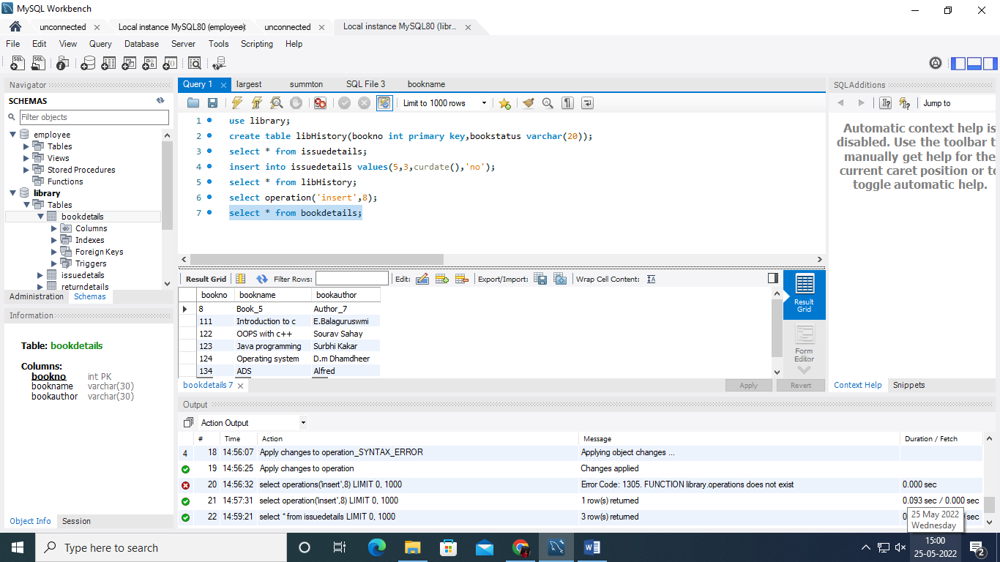 MySQL Workbench
unconnected
Local instance MySQL80 (employee)
unconnected
Local instance MySQL80 (libr...
File Edit View Query Database Server Tools Scripting Help
Navigator
SCHEMAS
Filter objects
employee
Tables
Views
Stored Procedures
Functions
library
Tables
bookdetails
Columns
Indexes
Foreign Keys
Triggers
issuedetails
returndetails
Administration Schemas
Information
Table: bookdetails
Columns:
bookno int PK
bookname varchar(30)
bookauthor varchar(30)
Object Info Session
Query 1 largest summton SQL File 3 bookname
Limit to 1000 rows
1 use library;
2 create table libHistory(bookno int primary key,bookstatus varchar(20));
3 select * from issuedetails;
4 insert into issuedetails values(5,3,curdate(),'no');
5 select * from libHistory;
6 select operation('insert',8);
7 select * from bookdetails;
Result Grid Filter Rows: Edit: Export/Import: Wrap Cell Content:
bookno bookname bookauthor
8 Book_5 Author_7
111 Introduction to c E.Balaguruswmi
122 OOPS with c++ Sourav Sahay
123 Java programming Surbhi Kakar
124 Operating system D.m Dhamdheer
134 ADS Alfred
Result
Grid
Form
Editor
bookdetails 7
Apply Revert
SQLAdditions
Jump to
Automatic context help is
disabled. Use the toolbar t
manually get help for the
current caret position or to
toggle automatic help.
Context Help Snippets
Output
Action Output
# Time Action Message Duration / Fetch
4 18 14:56:07 Apply changes to operation_SYNTAX_ERROR Applying object changes ...
19 14:56:25 Apply changes to operation Changes applied
20 14:56:32 select operations('insert',8) LIMIT 0, 1000 Error Code: 1305. FUNCTION library.operations does not exist 0.000 sec
21 14:57:31 select operation('insert',8) LIMIT 0, 1000 1 row(s) returned 0.093 sec / 0.000 sec
22 14:59:21 select * from issuedetails LIMIT 0, 1000 3 row(s) returned
25 May 2022
Wednesday
Type here to search
15:00
25-05-2022
2